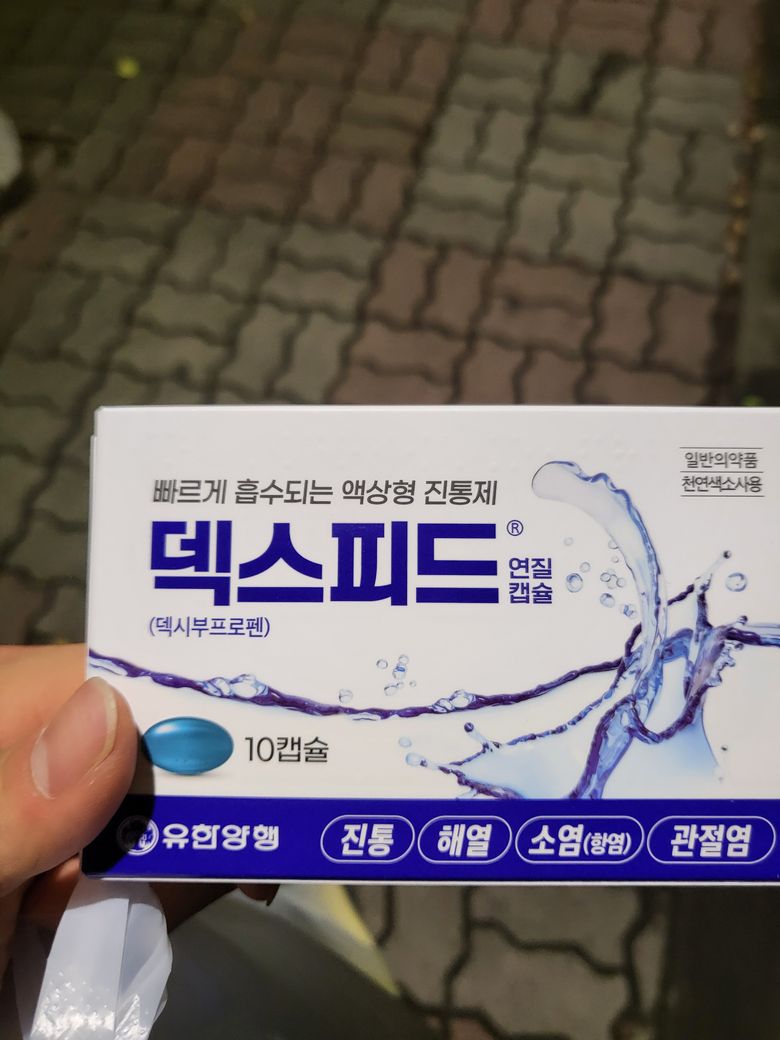 일반의약품
천연색소사용
빠르게 흡수되는 액상형 진통제
덱스피드®
연질
캡슐
(덱시부프로펜)
10캡슐
유한양행
진통 해열 소염(항염) 관절염